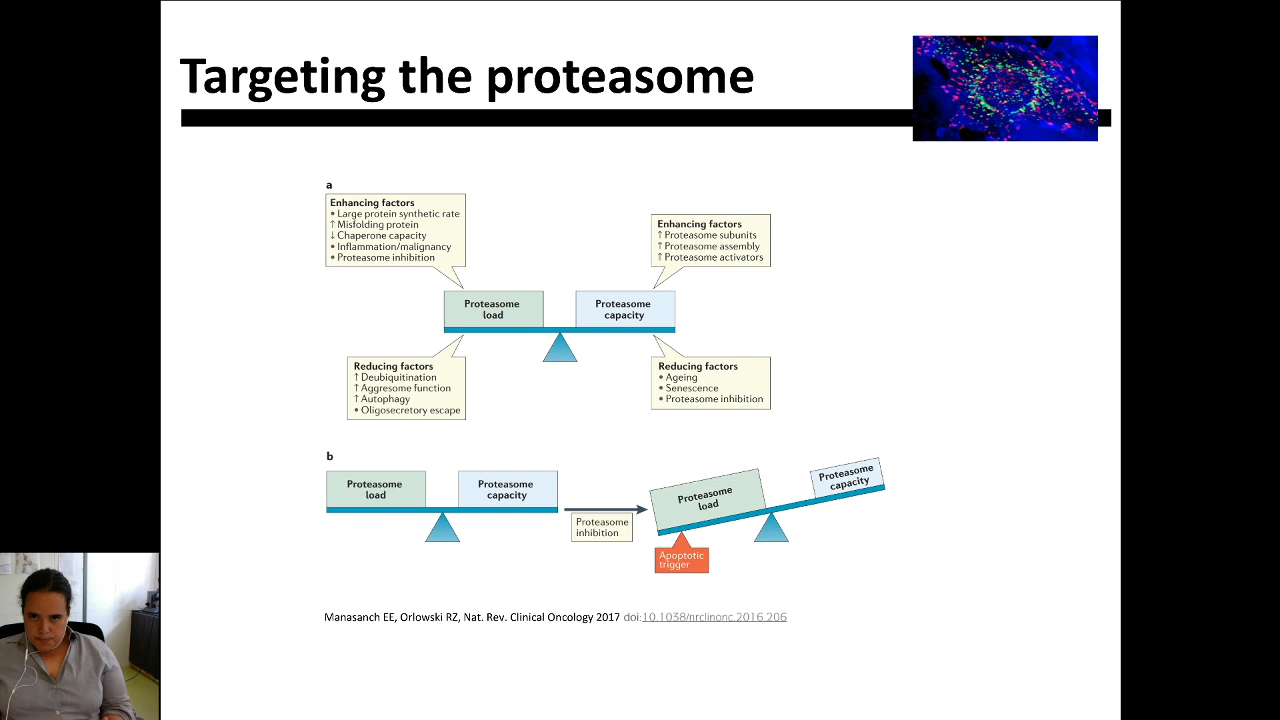 Targeting the proteasome
a
Enhancing factors
• Large protein synthetic rate
↑ Misfolding protein
↓ Chaperone capacity
• Inflammation/malignancy
• Proteasome inhibition
Enhancing factors
↑ Proteasome subunits
↑ Proteasome assembly
↑ Proteasome activators
Proteasome
load
Proteasome
capacity
Reducing factors
↑ Deubiquitination
↑ Aggresome function
↑ Autophagy
• Oligosecretory escape
Reducing factors
• Ageing
• Senescence
• Proteasome inhibition
b
Proteasome
load
Proteasome
capacity
Proteasome
inhibition
Proteasome
load
Proteasome
capacity
Apoptotic
trigger
Manasanch EE, Orlowski RZ, Nat. Rev. Clinical Oncology 2017 doi:10.1038/nrclinonc.2016.206